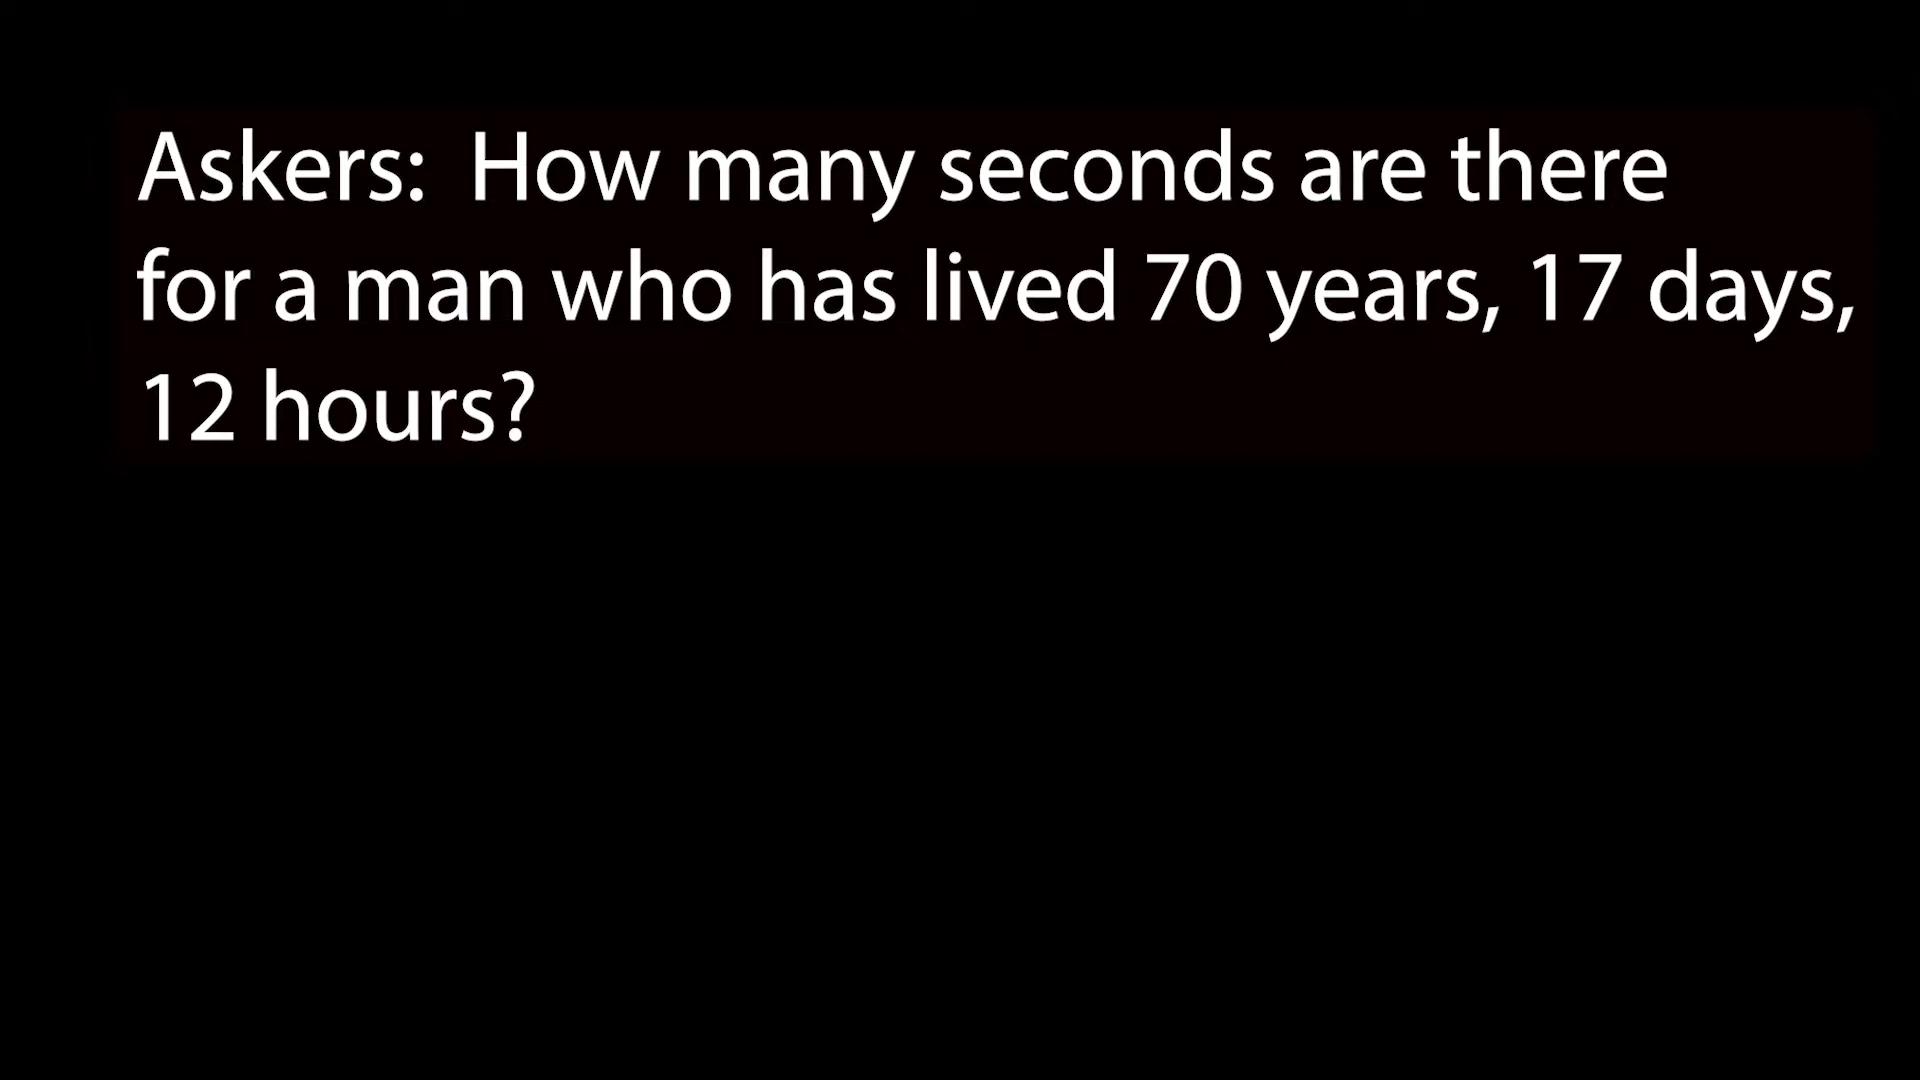 Askers:  How many seconds are there
for a man who has lived 70 years, 17 days,
12 hours?